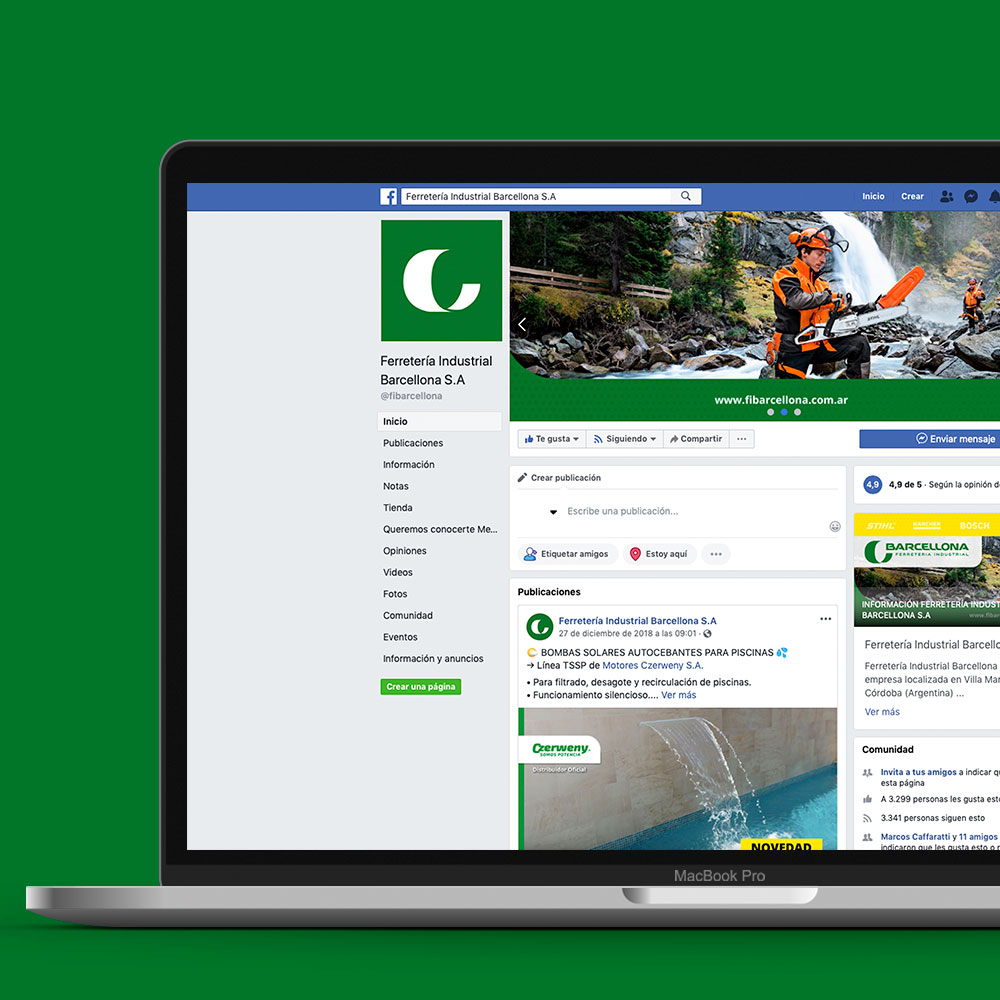 Ferretería Industrial Barcellona S.A
Inicio
Crear
Ferretería Industrial
Barcellona S.A
@fibarcellona
Inicio
Publicaciones
Información
Notas
Tienda
Queremos conocerte Me...
Opiniones
Videos
Fotos
Comunidad
Eventos
Información y anuncios
Crear una página
STIHL
www.fibarcellona.com.ar
Te gusta
Siguiendo
Compartir
Enviar mensaje
Crear publicación
Escribe una publicación...
Etiquetar amigos
Estoy aquí
Publicaciones
Ferretería Industrial Barcellona S.A
27 de diciembre de 2018 a las 09:01 ·
BOMBAS SOLARES AUTOCEBANTES PARA PISCINAS
→ Línea TSSP de Motores Czerweny S.A.
• Para filtrado, desagote y recirculación de piscinas.
• Funcionamiento silencioso.... Ver más
Czerweny
SOMOS POTENCIA
Distribuidor Oficial
NOVEDAD
4,9
4,9 de 5 · Según la opinión
STIHL
KARCHER
BOSCH
BARCELLONA
FERRETERIA INDUSTRIAL
INFORMACIÓN FERRETERÍA INDUST
BARCELLONA S.A
Ferretería Industrial Barcello
Ferretería Industrial Barcellona
empresa localizada en Villa Mar
Córdoba (Argentina) ...
Ver más
Comunidad
Invita a tus amigos a indicar
esta página
A 3.299 personas les gusta esto
3.341 personas siguen esto
Marcos Caffaratti y 11 amigos
indicaron que les gusta esto o
MacBook Pro